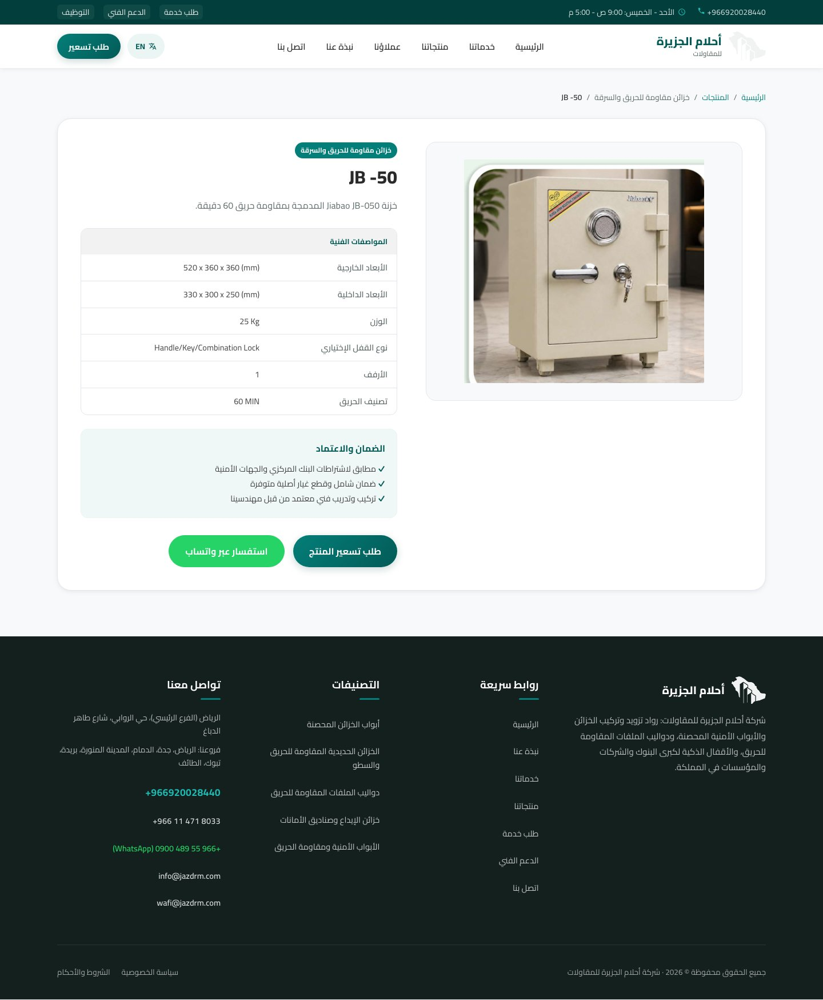 +966920028440
الأحد - الخميس: 9:00 ص - 5:00 م
طلب خدمة
الدعم الفني
التوظيف
أحلام الجزيرة
للمقاولات
الرئيسية
خدماتنا
منتجاتنا
عملاؤنا
نبذة عنا
اتصل بنا
EN
طلب تسعير
الرئيسية / المنتجات / خزائن مقاومة للحريق والسرقة / JB -50
Jiabao
خزائن مقاومة للحريق والسرقة
JB -50
خزنة Jiabao JB-050 المدمجة بمقاومة حريق 60 دقيقة.
المواصفات الفنية
الأبعاد الخارجية 520 x 360 x 360 (mm)
الأبعاد الداخلية 330 x 300 x 250 (mm)
الوزن 25 Kg
نوع القفل الإختياري Handle/Key/Combination Lock
الأرفف 1
تصنيف الحريق 60 MIN
الضمان والاعتماد
مطابق لاشتراطات البنك المركزي والجهات الأمنية
ضمان شامل وقطع غيار أصلية متوفرة
تركيب وتدريب فني معتمد من قبل مهندسينا
طلب تسعير المنتج
استفسار عبر واتساب
أحلام الجزيرة
شركة أحلام الجزيرة للمقاولات: رواد تزويد وتركيب الخزائن
والأبواب الأمنية المحصنة، ودواليب الملفات المقاومة
للحريق، والأقفال الذكية لكبرى البنوك والشركات
والمؤسسات في المملكة.
روابط سريعة
الرئيسية
نبذة عنا
خدماتنا
منتجاتنا
طلب خدمة
الدعم الفني
اتصل بنا
التصنيفات
أبواب الخزائن المحصنة
الخزائن الحديدية المقاومة للحريق
والسطو
دواليب الملفات المقاومة للحريق
خزائن الإيداع وصناديق الأمانات
الأبواب الأمنية ومقاومة الحريق
تواصل معنا
الرياض (الفرع الرئيسي)، حي الروابي، شارع طاهر
الدباغ
فروعنا: الرياض، جدة، الدمام، المدينة المنورة، بريدة،
تبوك، الطائف
+966920028440
+966 11 471 8033
+966 55 489 0900 (WhatsApp)
info@jazdrm.com
wafi@jazdrm.com
جميع الحقوق محفوظة © 2026 · شركة أحلام الجزيرة للمقاولات
سياسة الخصوصية
الشروط والأحكام